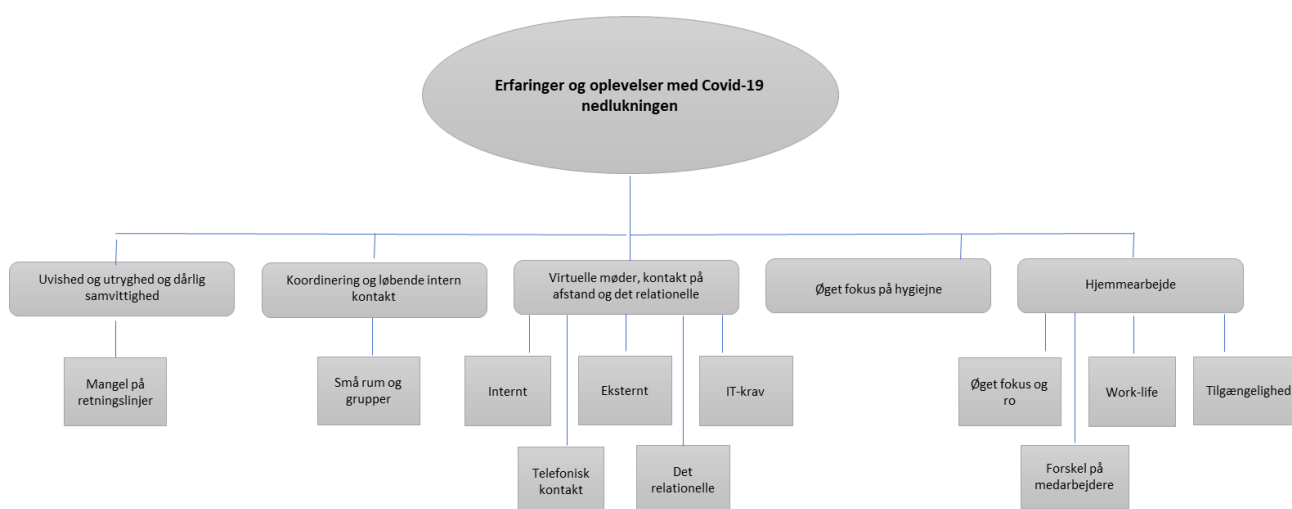 Erfaringer og oplevelser med Covid-19
nedlukningen
Uvished og utryghed og dårlig
samvittighed
Koordinering og løbende intern
kontakt
Virtuelle møder, kontakt på
afstand og det relationelle
Øget fokus på hygiejne
Hjemmearbejde
Mangel på
retningslinjer
Små rum og
grupper
Internt
Eksternt
IT-krav
Øget fokus og
ro
Work-life
Tilgængelighed
Telefonisk
kontakt
Det
relationelle
Forskel på
medarbejdere